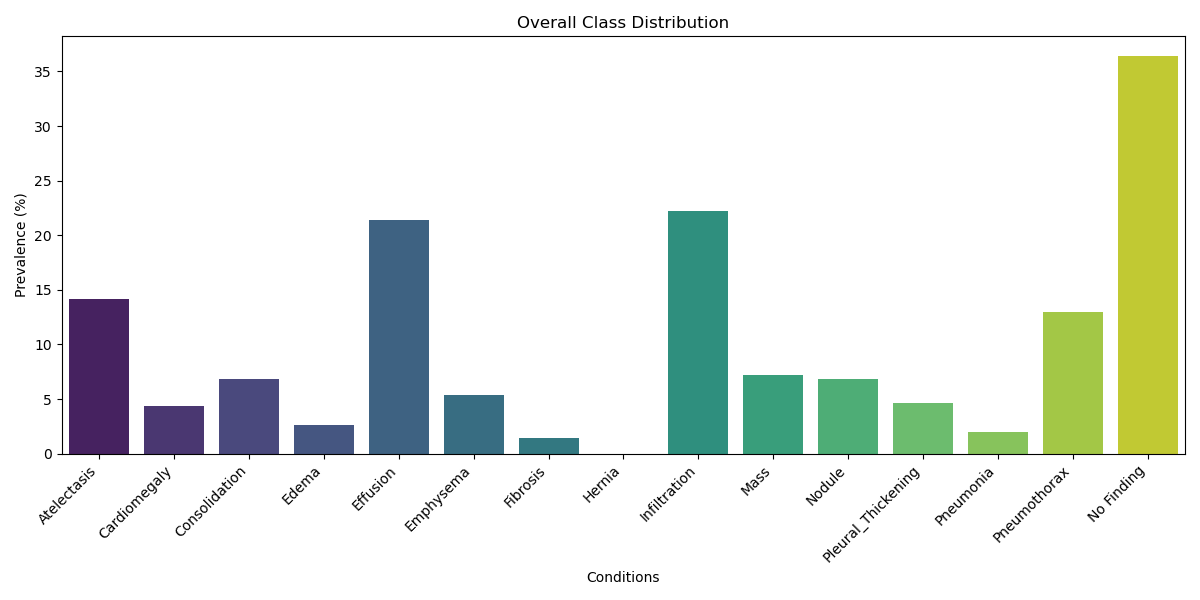 Overall Class Distribution
Prevalence (%)
35
30
25
20
15
10
5
0
Atelectasis
Cardiomegaly
Consolidation
Edema
Effusion
Emphysema
Fibrosis
Hernia
Infiltration
Mass
Nodule
Pleural_Thickening
Pneumonia
Pneumothorax
No Finding
Conditions